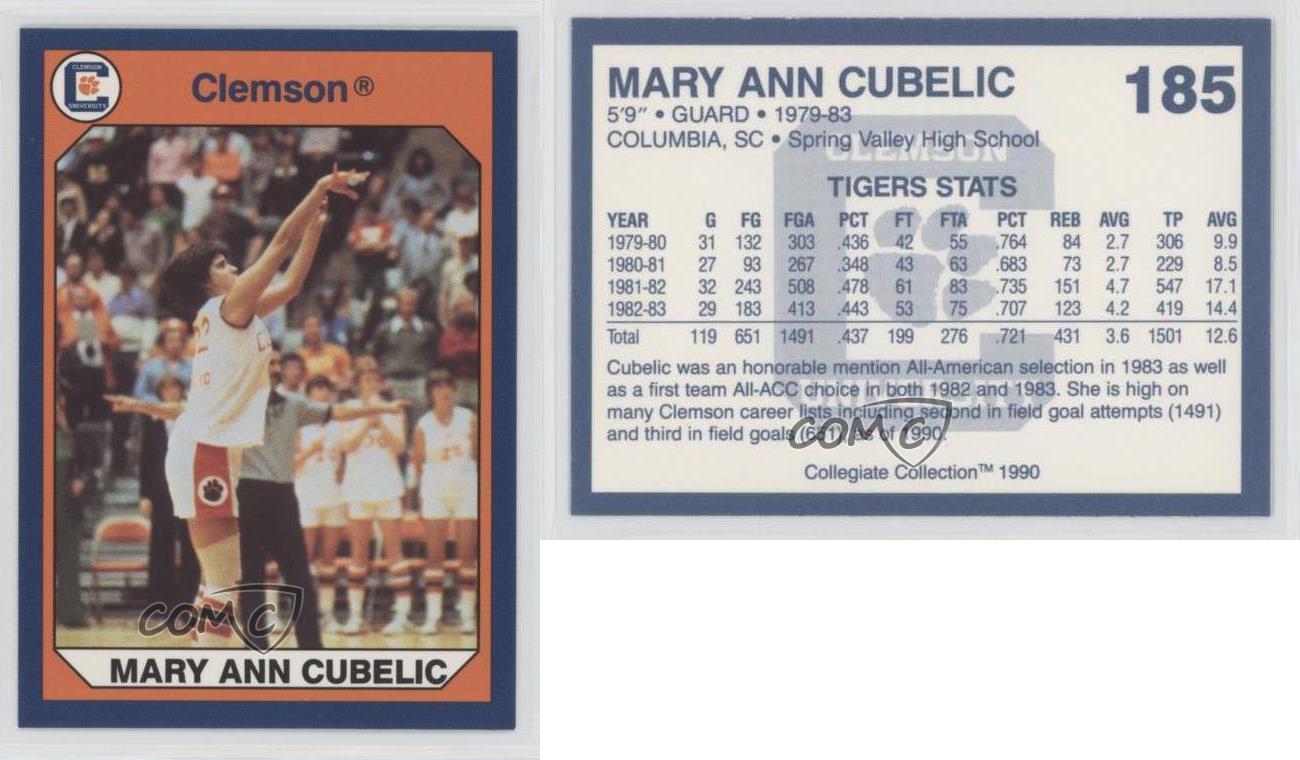 CLEMSON
UNIVERSITY
Clemson®
MARY ANN CUBELIC
COMC
MARY ANN CUBELIC 185
5'9" • GUARD • 1979-83
COLUMBIA, SC • Spring Valley High School
CLEMSON
TIGERS STATS
YEAR G FG FGA PCT FT FTA PCT REB AVG TP AVG
1979-80 31 132 303 .436 42 55 .764 84 2.7 306 9.9
1980-81 27 93 267 .348 43 63 .683 73 2.7 229 8.5
1981-82 32 243 508 .478 61 83 .735 151 4.7 547 17.1
1982-83 29 183 413 .443 53 75 .707 123 4.2 419 14.4
Total 119 651 1491 .437 199 276 .721 431 3.6 1501 12.6
Cubelic was an honorable mention All-American selection in 1983 as well
as a first team All-ACC choice in both 1982 and 1983. She is high on
many Clemson career lists including second in field goal attempts (1491)
and third in field goals (651) as of 1990.
UNIVERSITY
COMC
Collegiate Collection™ 1990